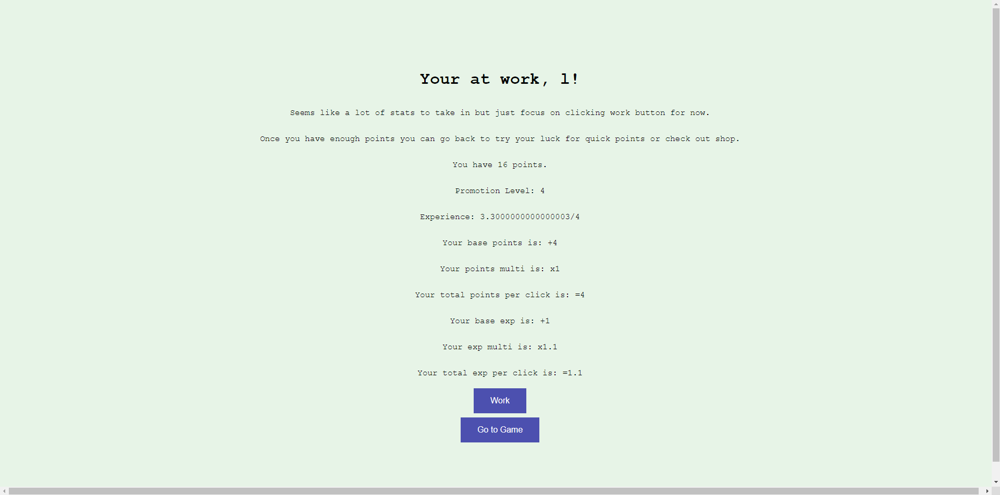 Your at work, l!
Seems like a lot of stats to take in but just focus on clicking work button for now.
Once you have enough points you can go back to try your luck for quick points or check out shop.
You have 16 points.
Promotion Level: 4
Experience: 3.3000000000000003/4
Your base points is: +4
Your points multi is: x1
Your total points per click is: =4
Your base exp is: +1
Your exp multi is: x1.1
Your total exp per click is: =1.1
Work
Go to Game